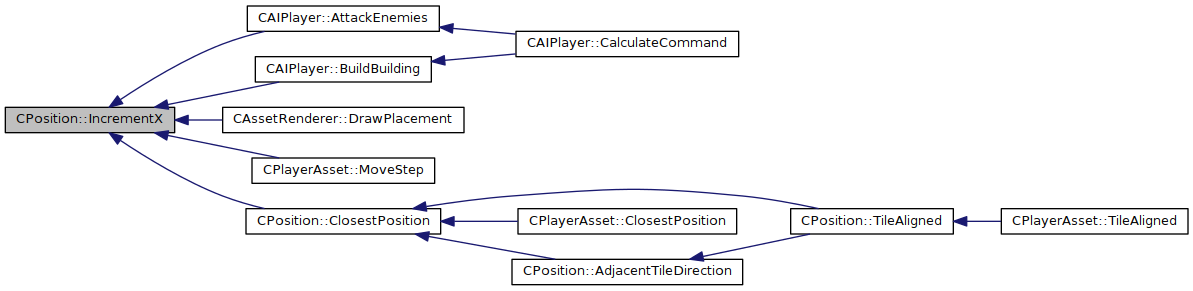 CAIPlayer::AttackEnemies
CAIPlayer::CalculateCommand
CAIPlayer::BuildBuilding
CPosition::IncrementX
CAssetRenderer::DrawPlacement
CPlayerAsset::MoveStep
CPosition::ClosestPosition
CPlayerAsset::ClosestPosition
CPosition::TileAligned
CPlayerAsset::TileAligned
CPosition::AdjacentTileDirection